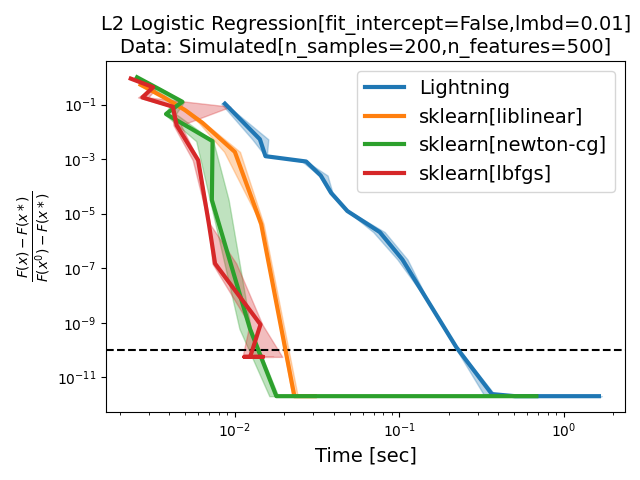 L2 Logistic Regression[fit_intercept=False,lmbd=0.01]
Data: Simulated[n_samples=200,n_features=500]
Lightning
sklearn[liblinear]
sklearn[newton-cg]
sklearn[lbfgs]
F(x) − F(x*)
F(x⁰) − F(x*)
10⁻¹
10⁻³
10⁻⁵
10⁻⁷
10⁻⁹
10⁻¹¹
10⁻² 10⁻¹ 10⁰
Time [sec]